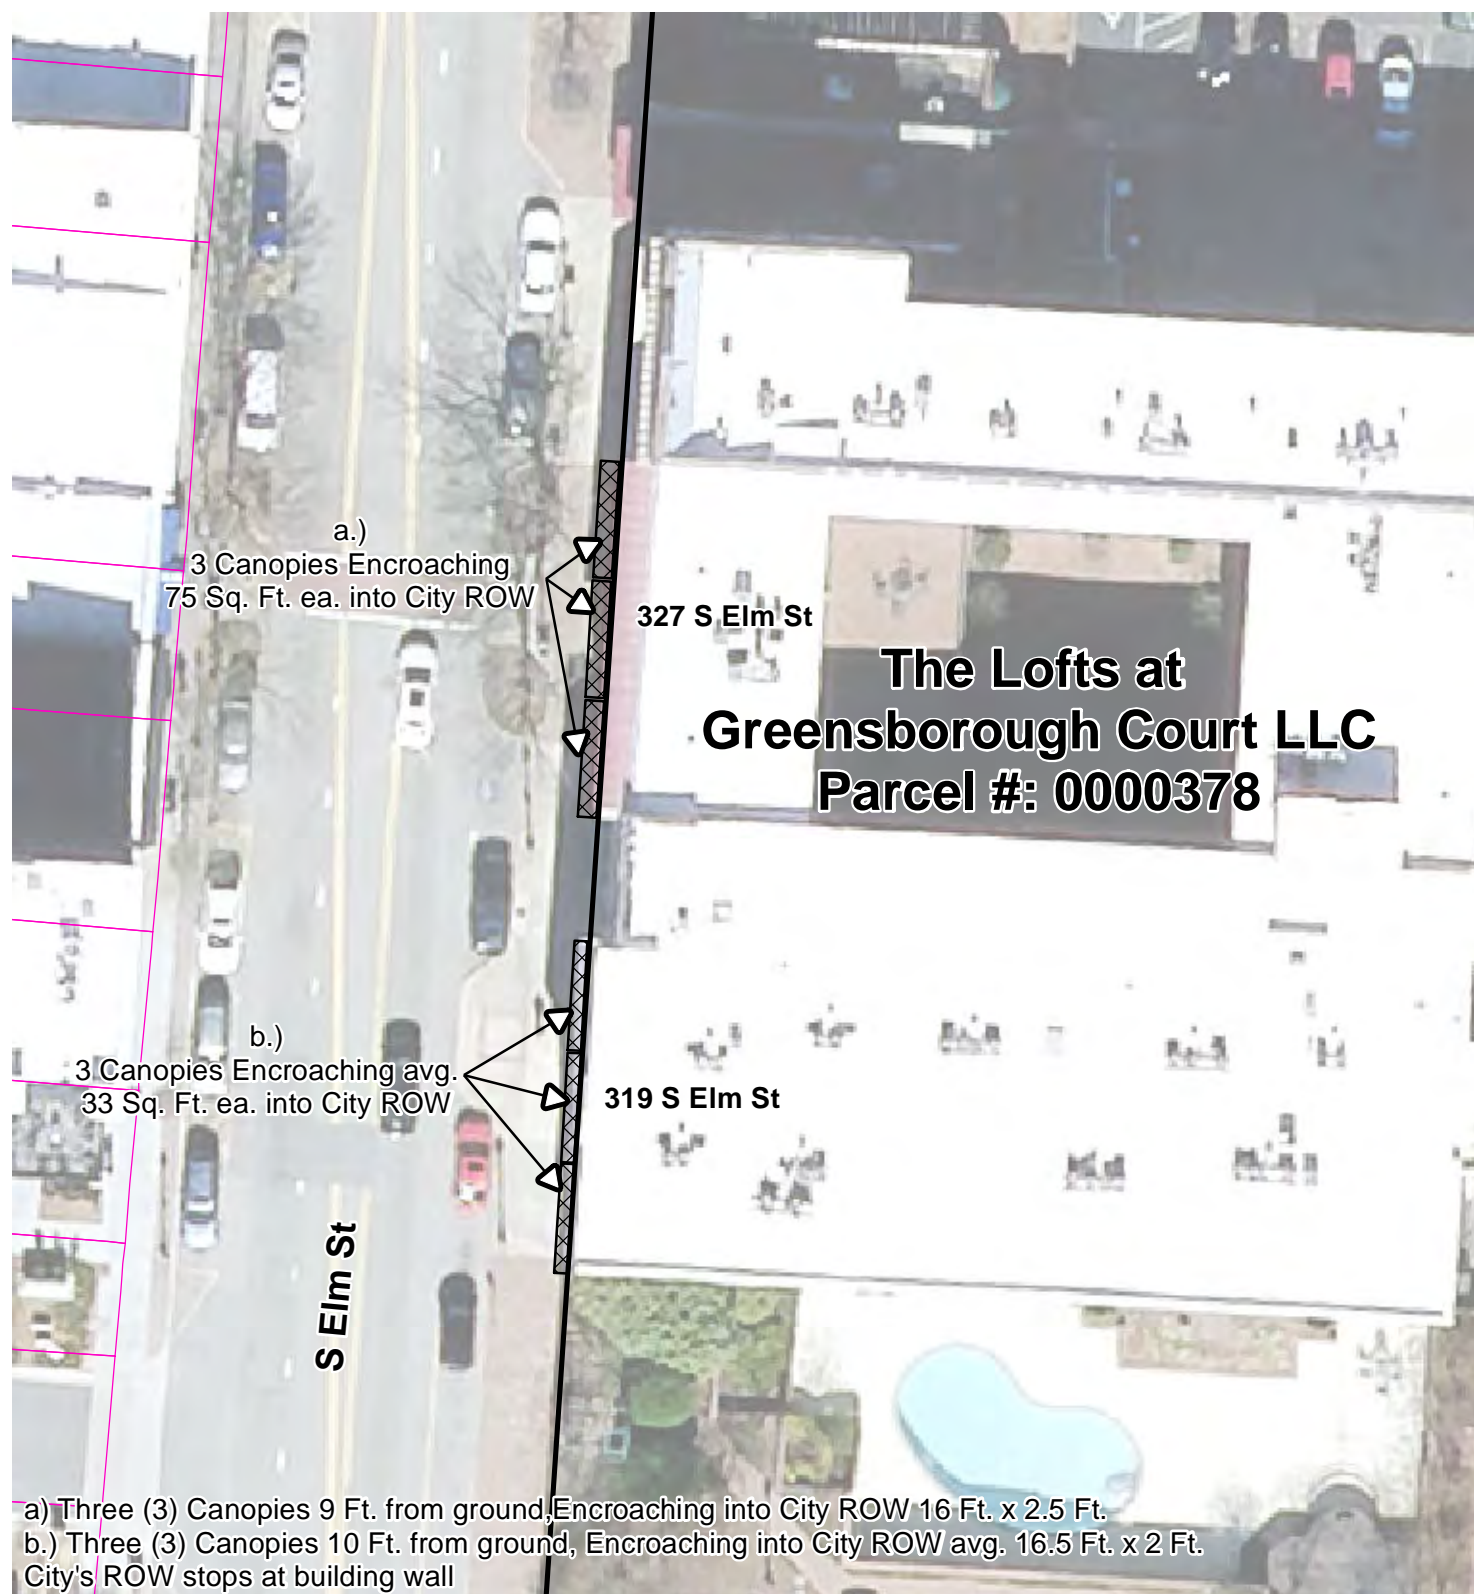 a.)
3 Canopies Encroaching
75 Sq. Ft. ea. into City ROW
327 S Elm St
The Lofts at
Greensborough Court LLC
Parcel #: 0000378
b.)
3 Canopies Encroaching avg.
33 Sq. Ft. ea. into City ROW
319 S Elm St
S Elm St
a) Three (3) Canopies 9 Ft. from ground,Encroaching into City ROW 16 Ft. x 2.5 Ft.
b.) Three (3) Canopies 10 Ft. from ground, Encroaching into City ROW avg. 16.5 Ft. x 2 Ft.
City's ROW stops at building wall